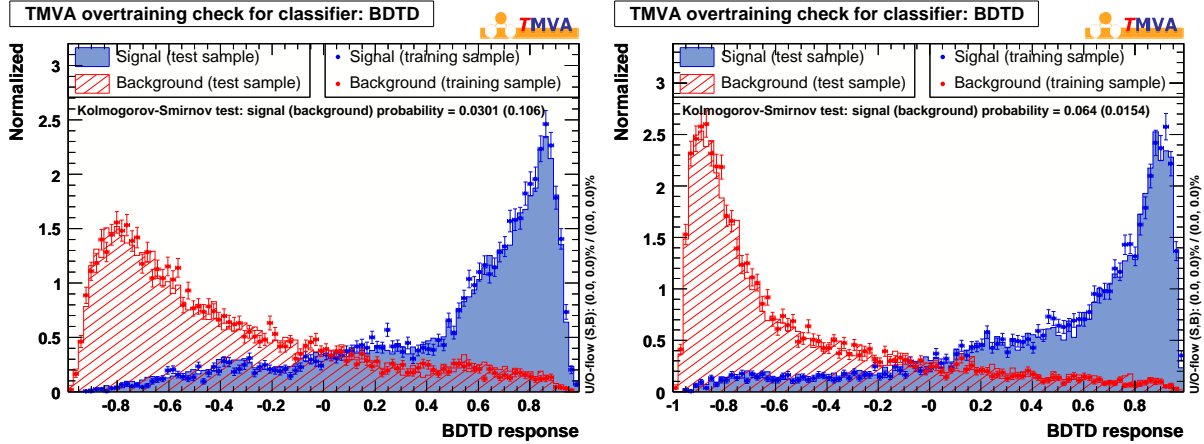 TMVA overtraining check for classifier: BDTD
TMVA
Signal (test sample)
Background (test sample)
Signal (training sample)
Background (training sample)
Kolmogorov-Smirnov test: signal (background) probability = 0.0301 (0.106)
Normalized
3
2.5
2
1.5
1
0.5
0
-0.8 -0.6 -0.4 -0.2 -0 0.2 0.4 0.6 0.8
BDTD response
U/O-flow (S,B): (0.0, 0.0)% / (0.0, 0.0)%
TMVA overtraining check for classifier: BDTD
TMVA
Signal (test sample)
Background (test sample)
Signal (training sample)
Background (training sample)
Kolmogorov-Smirnov test: signal (background) probability = 0.064 (0.0154)
Normalized
3
2.5
2
1.5
1
0.5
0
-1 -0.8 -0.6 -0.4 -0.2 -0 0.2 0.4 0.6 0.8
BDTD response
U/O-flow (S,B): (0.0, 0.0)% / (0.0, 0.0)%